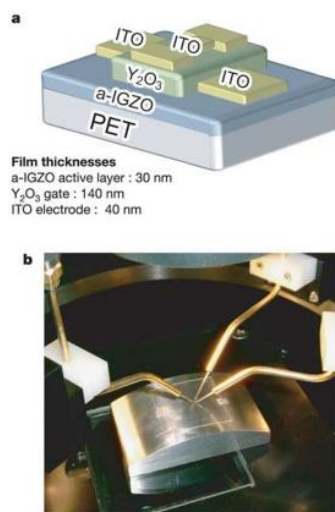 a
ITO
ITO
Y₂O₃
ITO
a-IGZO
PET
Film thicknesses
a-IGZO active layer : 30 nm
Y₂O₃ gate : 140 nm
ITO electrode : 40 nm
b